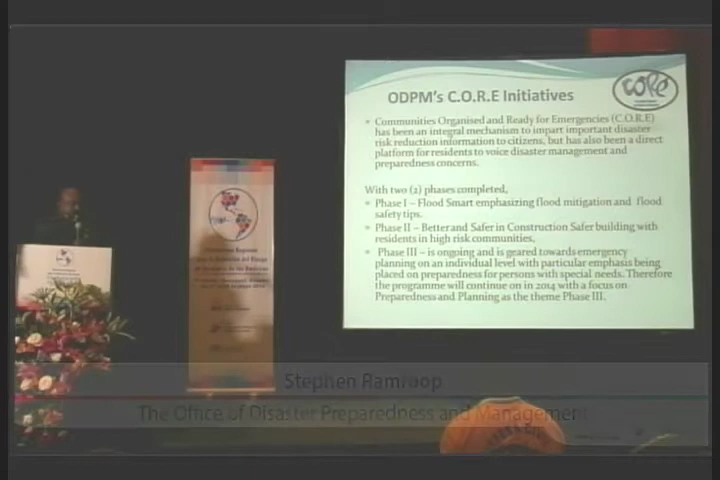 ODPM's C.O.R.E Initiatives
CORE
• Communities Organised and Ready for Emergencies (C.O.R.E)
has been an integral mechanism to impart important disaster
risk reduction information to citizens, but has also been a direct
platform for residents to voice disaster management and
preparedness concerns.
With two (2) phases completed,
• Phase I – Flood Smart emphasizing flood mitigation and flood
safety tips.
• Phase II – Better and Safer in Construction Safer building with
residents in high risk communities,
• Phase III – is ongoing and is geared towards emergency
planning on an individual level with particular emphasis being
placed on preparedness for persons with special needs. Therefore
the programme will continue on in 2014 with a focus on
Preparedness and Planning as the theme Phase III.
Stephen Ramroop
The Office of Disaster Preparedness and Management